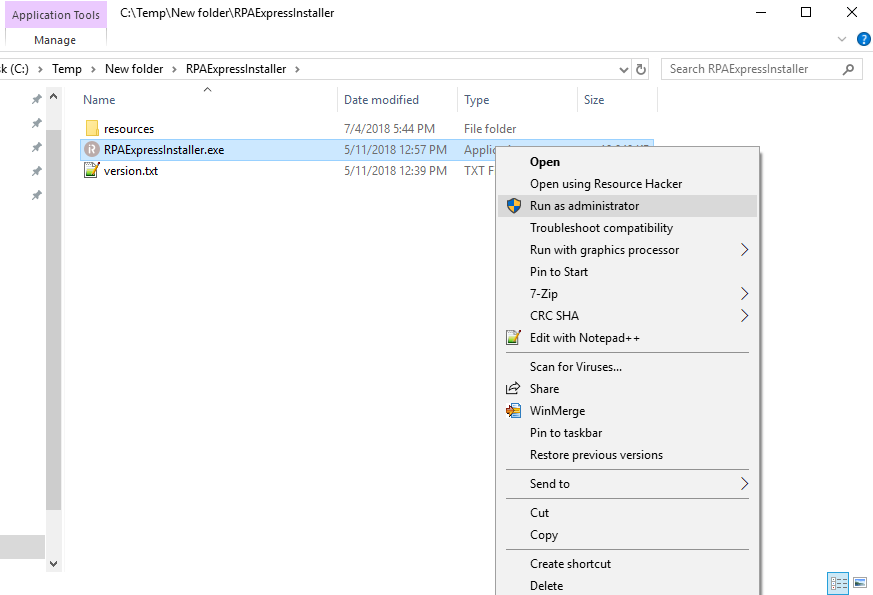 Application Tools
C:\Temp\New folder\RPAExpressInstaller
Manage
?
k (C:) > Temp > New folder > RPAExpressInstaller >
Search RPAExpressInstaller
Name Date modified Type Size
resources 7/4/2018 5:44 PM File folder
RPAExpressInstaller.exe 5/11/2018 12:57 PM Applic
version.txt 5/11/2018 12:39 PM TXT F
Open
Open using Resource Hacker
Run as administrator
Troubleshoot compatibility
Run with graphics processor
Pin to Start
7-Zip
CRC SHA
Edit with Notepad++
Scan for Viruses...
Share
WinMerge
Pin to taskbar
Restore previous versions
Send to
Cut
Copy
Create shortcut
Delete